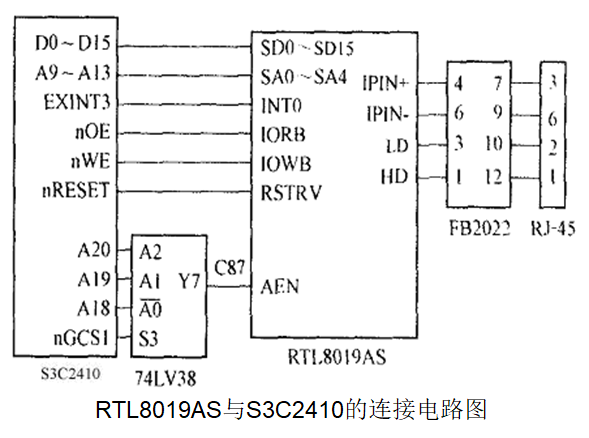 D0~D15
A9~A13
EXINT3
nOE
nWE
nRESET
A20
A19
A18
nGCS1
S3C2410
A2
A1
A0
S3
Y7
74LV38
C87
SD0~SD15
SA0~SA4
INT0
IORB
IOWB
RSTRV
AEN
IPIN+
IPIN-
LD
HD
RTL8019AS
4 7
6 9
3 10
1 12
FB2022
3
6
2
1
RJ-45
RTL8019AS与S3C2410的连接电路图